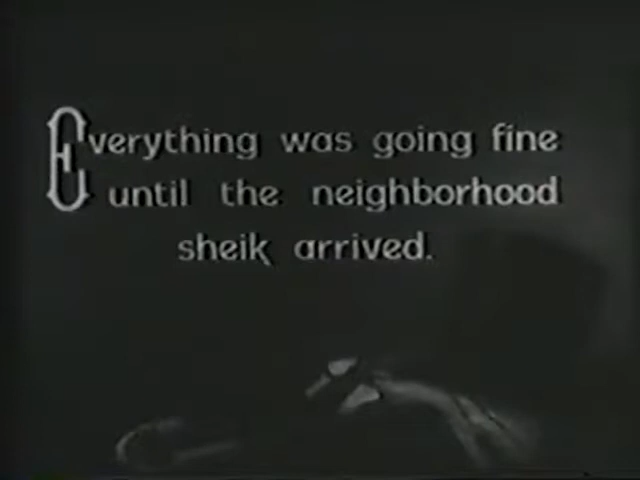 Everything was going fine
until the neighborhood
sheik arrived.